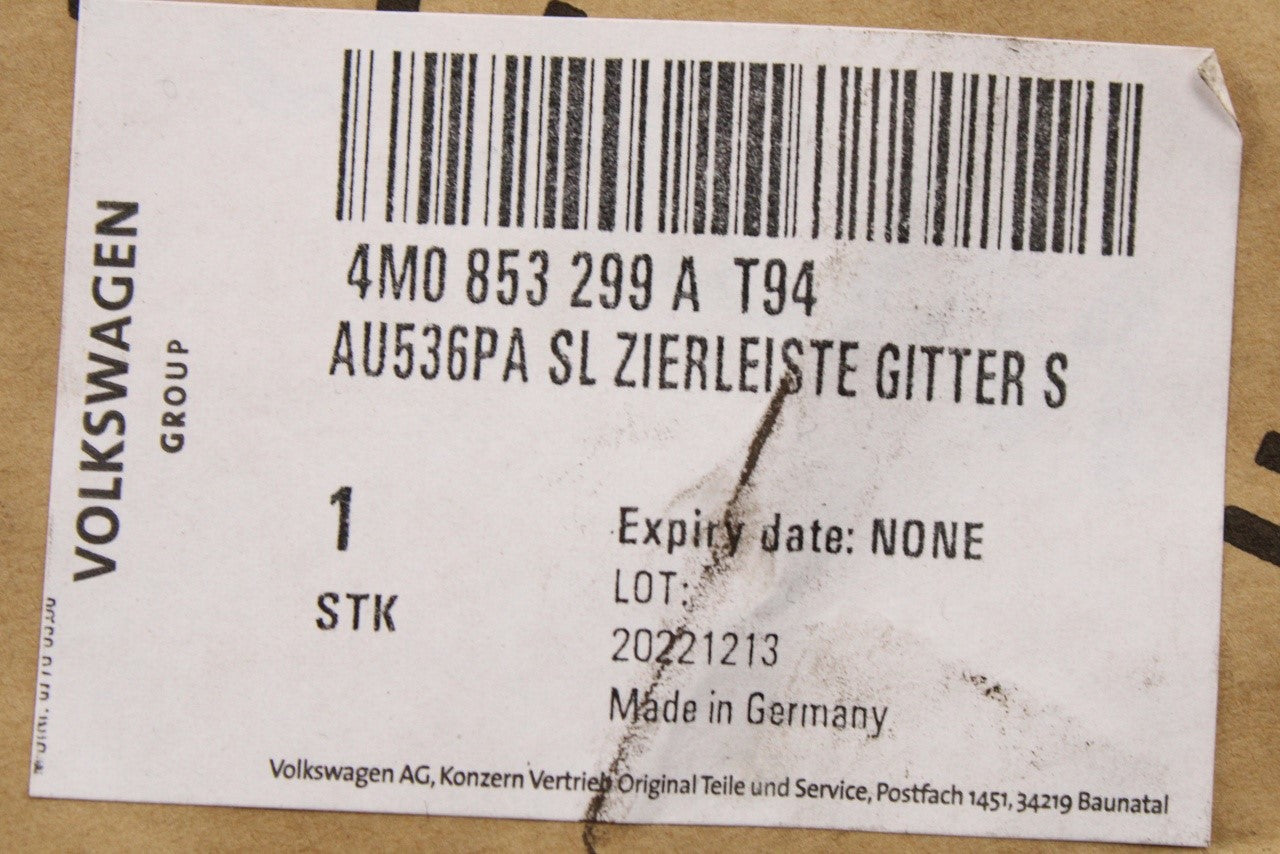 VOLKSWAGEN
GROUP
4M0 853 299 A T94
AU536PA SL ZIERLEISTE GITTER S
1
STK
Expiry date: NONE
LOT:
20221213
Made in Germany
Volkswagen AG, Konzern Vertrieb Original Teile und Service, Postfach 1451, 34219 Baunatal